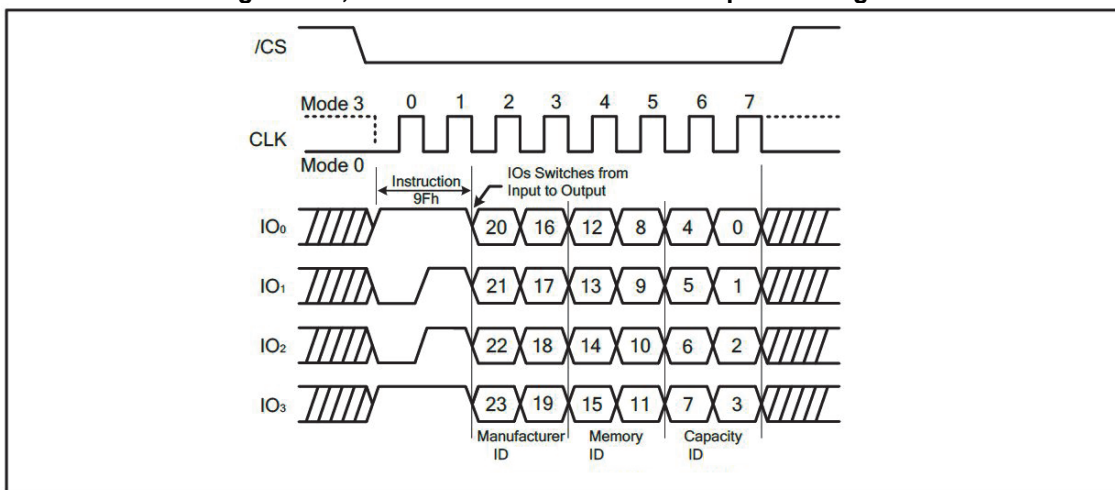 /CS
Mode 3 0 1 2 3 4 5 6 7
CLK
Mode 0
Instruction
9Fh
IOs Switches from
Input to Output
IO₀ 20 16 12 8 4 0
IO₁ 21 17 13 9 5 1
IO₂ 22 18 14 10 6 2
IO₃ 23 19 15 11 7 3
Manufacturer ID
Memory ID
Capacity ID